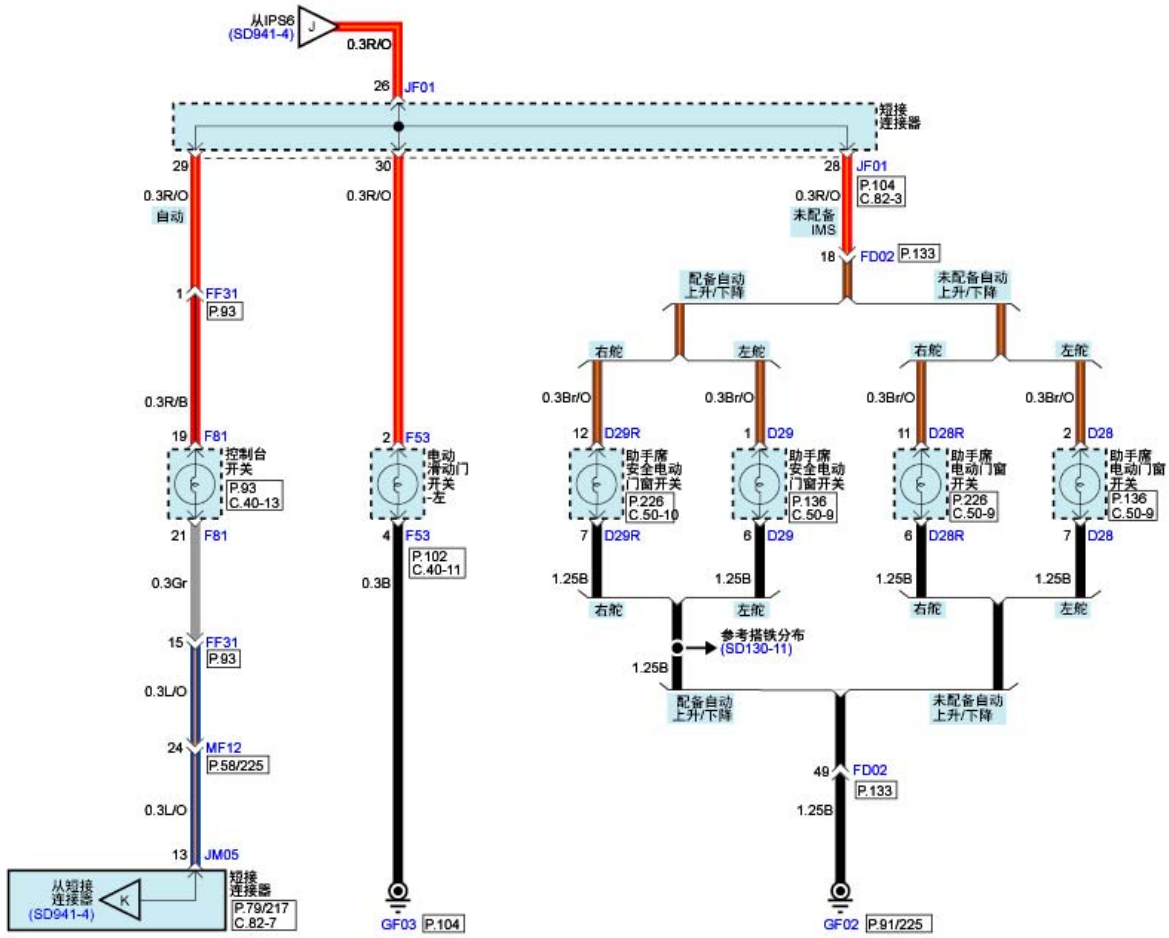 从IPS6
(SD941-4)
J
0.3R/O
26 JF01
短接
连接器
29
30
28 JF01
P.104
C.82-3
0.3R/O
自动
0.3R/O
0.3R/O
未配备
IMS
18 FD02 P.133
1 FF31
P.93
配备自动
上升/下降
未配备自动
上升/下降
右舵
左舵
右舵
左舵
0.3R/B
0.3Br/O
0.3Br/O
0.3Br/O
0.3Br/O
19 F81
2 F53
12 D29R
1 D29
11 D28R
2 D28
控制台
开关
P.93
C.40-13
电动
滑动门
开关
-左
助手席
安全电动
门窗开关
P.226
C.50-10
助手席
安全电动
门窗开关
P.136
C.50-9
助手席
电动门窗
开关
P.226
C.50-9
助手席
电动门窗
开关
P.136
C.50-9
21 F81
4 F53
P.102
C.40-11
7 D29R
6 D29
6 D28R
7 D28
0.3Gr
0.3B
1.25B
1.25B
1.25B
1.25B
右舵
左舵
右舵
左舵
15 FF31
P.93
参考搭铁分布
(SD130-11)
1.25B
0.3L/O
配备自动
上升/下降
未配备自动
上升/下降
24 MF12
P.58/225
49 FD02
P.133
0.3L/O
1.25B
13 JM05
从短接
连接器
(SD941-4)
K
短接
连接器
P.79/217
C.82-7
GF03 P.104
GF02 P.91/225